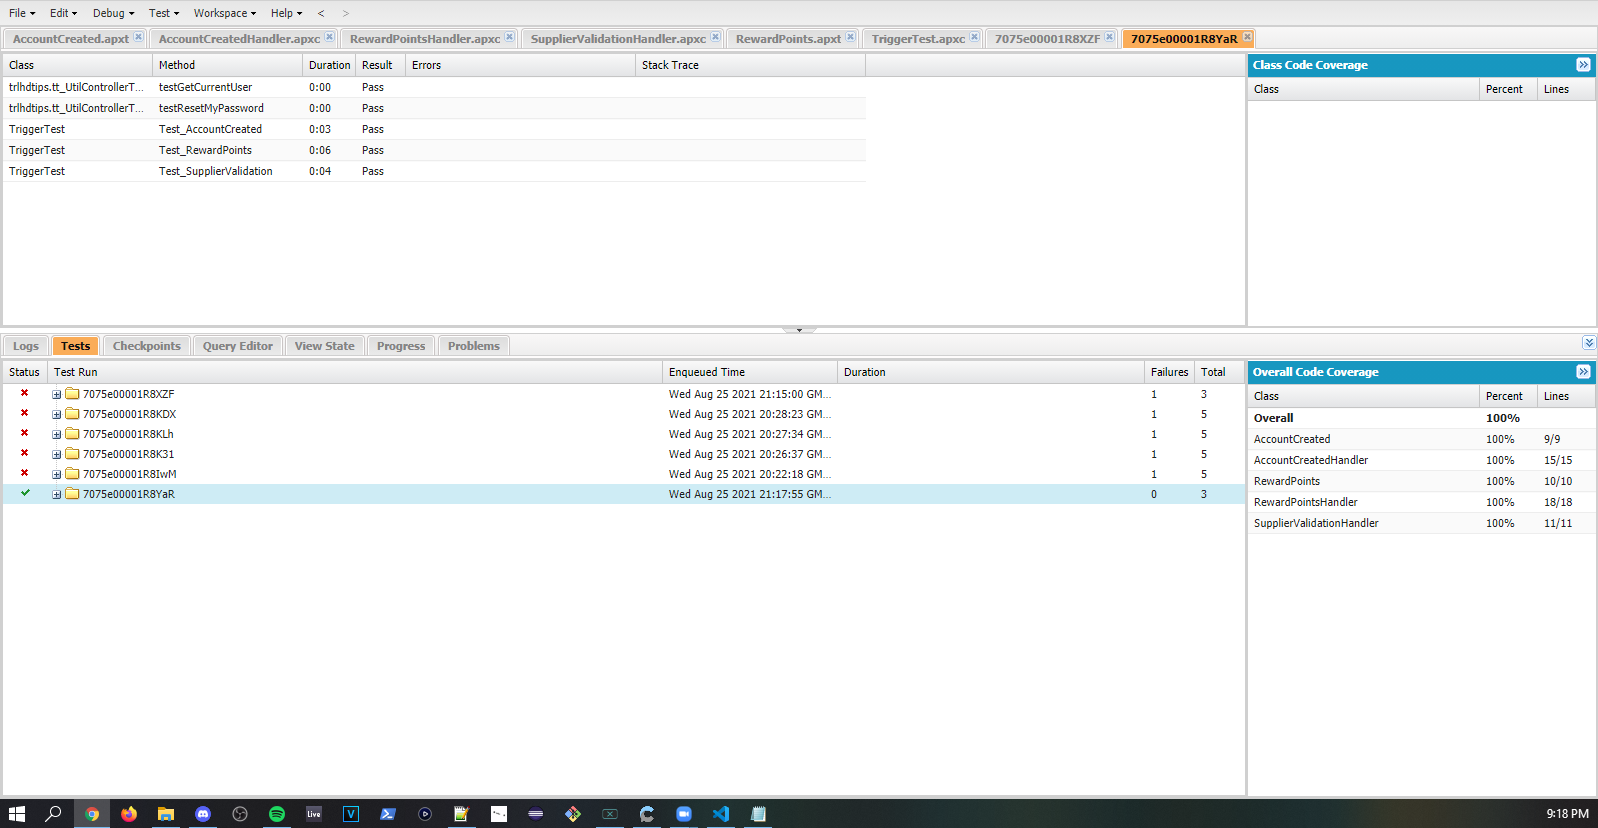 File Edit Debug Test Workspace Help < >
AccountCreated.apxt AccountCreatedHandler.apxc RewardPointsHandler.apxc SupplierValidationHandler.apxc RewardPoints.apxt TriggerTest.apxc 7075e00001R8XZF 7075e00001R8YaR
Class Method Duration Result Errors Stack Trace
trlhdtips.tt_UtilControllerT... testGetCurrentUser 0:00 Pass
trlhdtips.tt_UtilControllerT... testResetMyPassword 0:00 Pass
TriggerTest Test_AccountCreated 0:03 Pass
TriggerTest Test_RewardPoints 0:06 Pass
TriggerTest Test_SupplierValidation 0:04 Pass
Class Code Coverage
Class Percent Lines
Logs Tests Checkpoints Query Editor View State Progress Problems
Status Test Run Enqueued Time Duration Failures Total
7075e00001R8XZF Wed Aug 25 2021 21:15:00 GM... 1 3
7075e00001R8KDX Wed Aug 25 2021 20:28:23 GM... 1 5
7075e00001R8KLh Wed Aug 25 2021 20:27:34 GM... 1 5
7075e00001R8K31 Wed Aug 25 2021 20:26:37 GM... 1 5
7075e00001R8IwM Wed Aug 25 2021 20:22:18 GM... 1 5
7075e00001R8YaR Wed Aug 25 2021 21:17:55 GM... 0 3
Overall Code Coverage
Class Percent Lines
Overall 100%
AccountCreated 100% 9/9
AccountCreatedHandler 100% 15/15
RewardPoints 100% 10/10
RewardPointsHandler 100% 18/18
SupplierValidationHandler 100% 11/11
Live V 9:18 PM